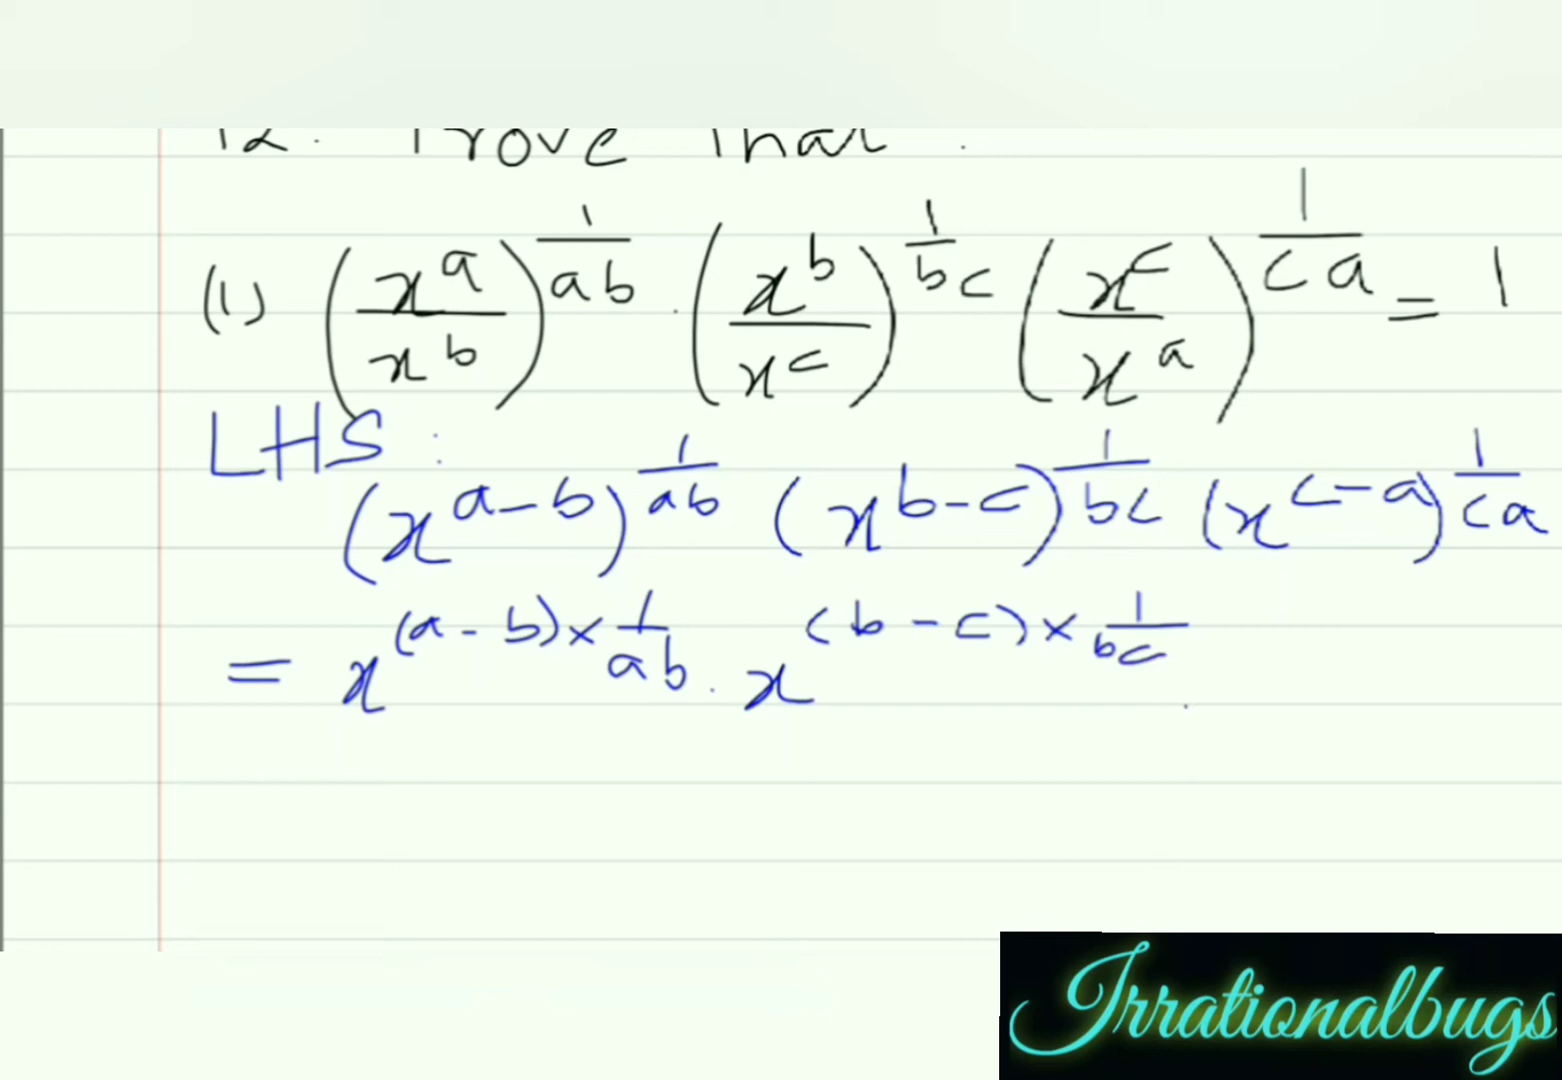 12. Prove that :
(i) (x^a/x^b)^(1/ab) . (x^b/x^c)^(1/bc) (x^c/x^a)^(1/ca) = 1
LHS :
(x^(a-b))^(1/ab) (x^(b-c))^(1/bc) (x^(c-a))^(1/ca)
= x^((a-b)×1/ab) . x^((b-c)×1/bc) .
Irrationalbugs